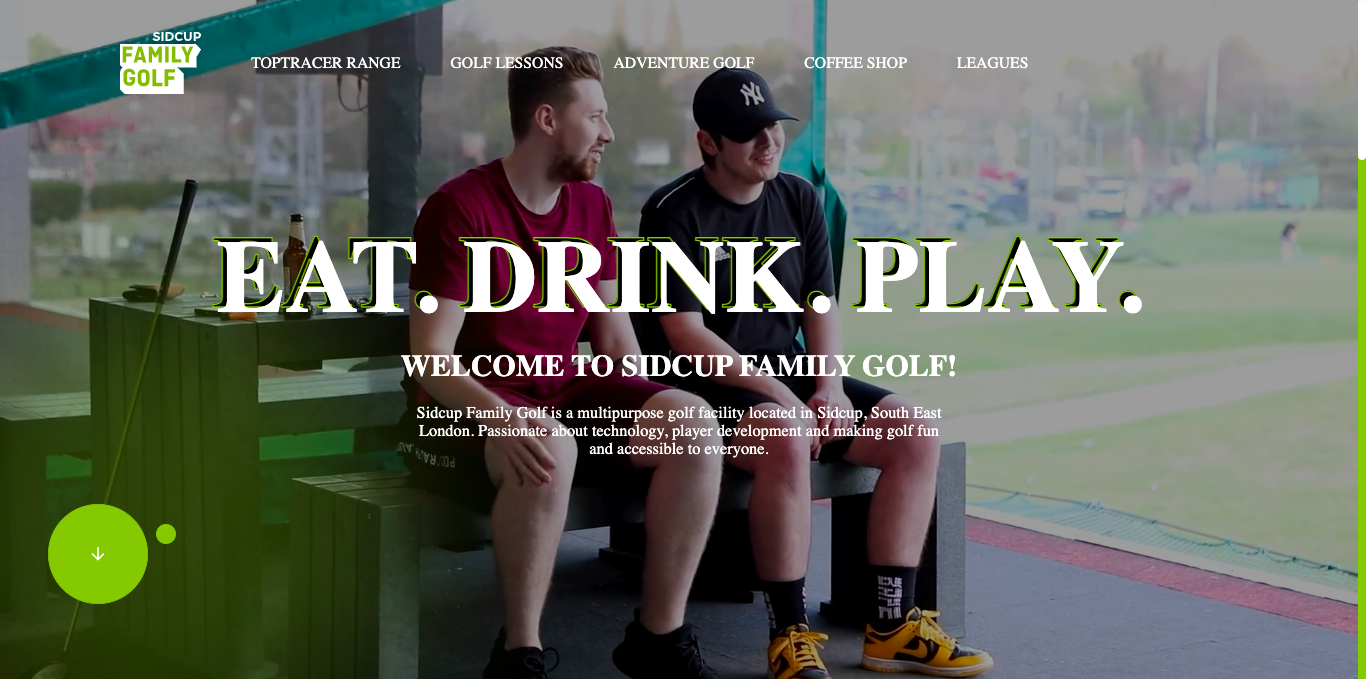 SIDCUP
FAMILY
GOLF
TOPTRACER RANGE
GOLF LESSONS
ADVENTURE GOLF
COFFEE SHOP
LEAGUES
NY
EAT. DRINK. PLAY.
WELCOME TO SIDCUP FAMILY GOLF!
Sidcup Family Golf is a multipurpose golf facility located in Sidcup, South East
London. Passionate about technology, player development and making golf fun
and accessible to everyone.